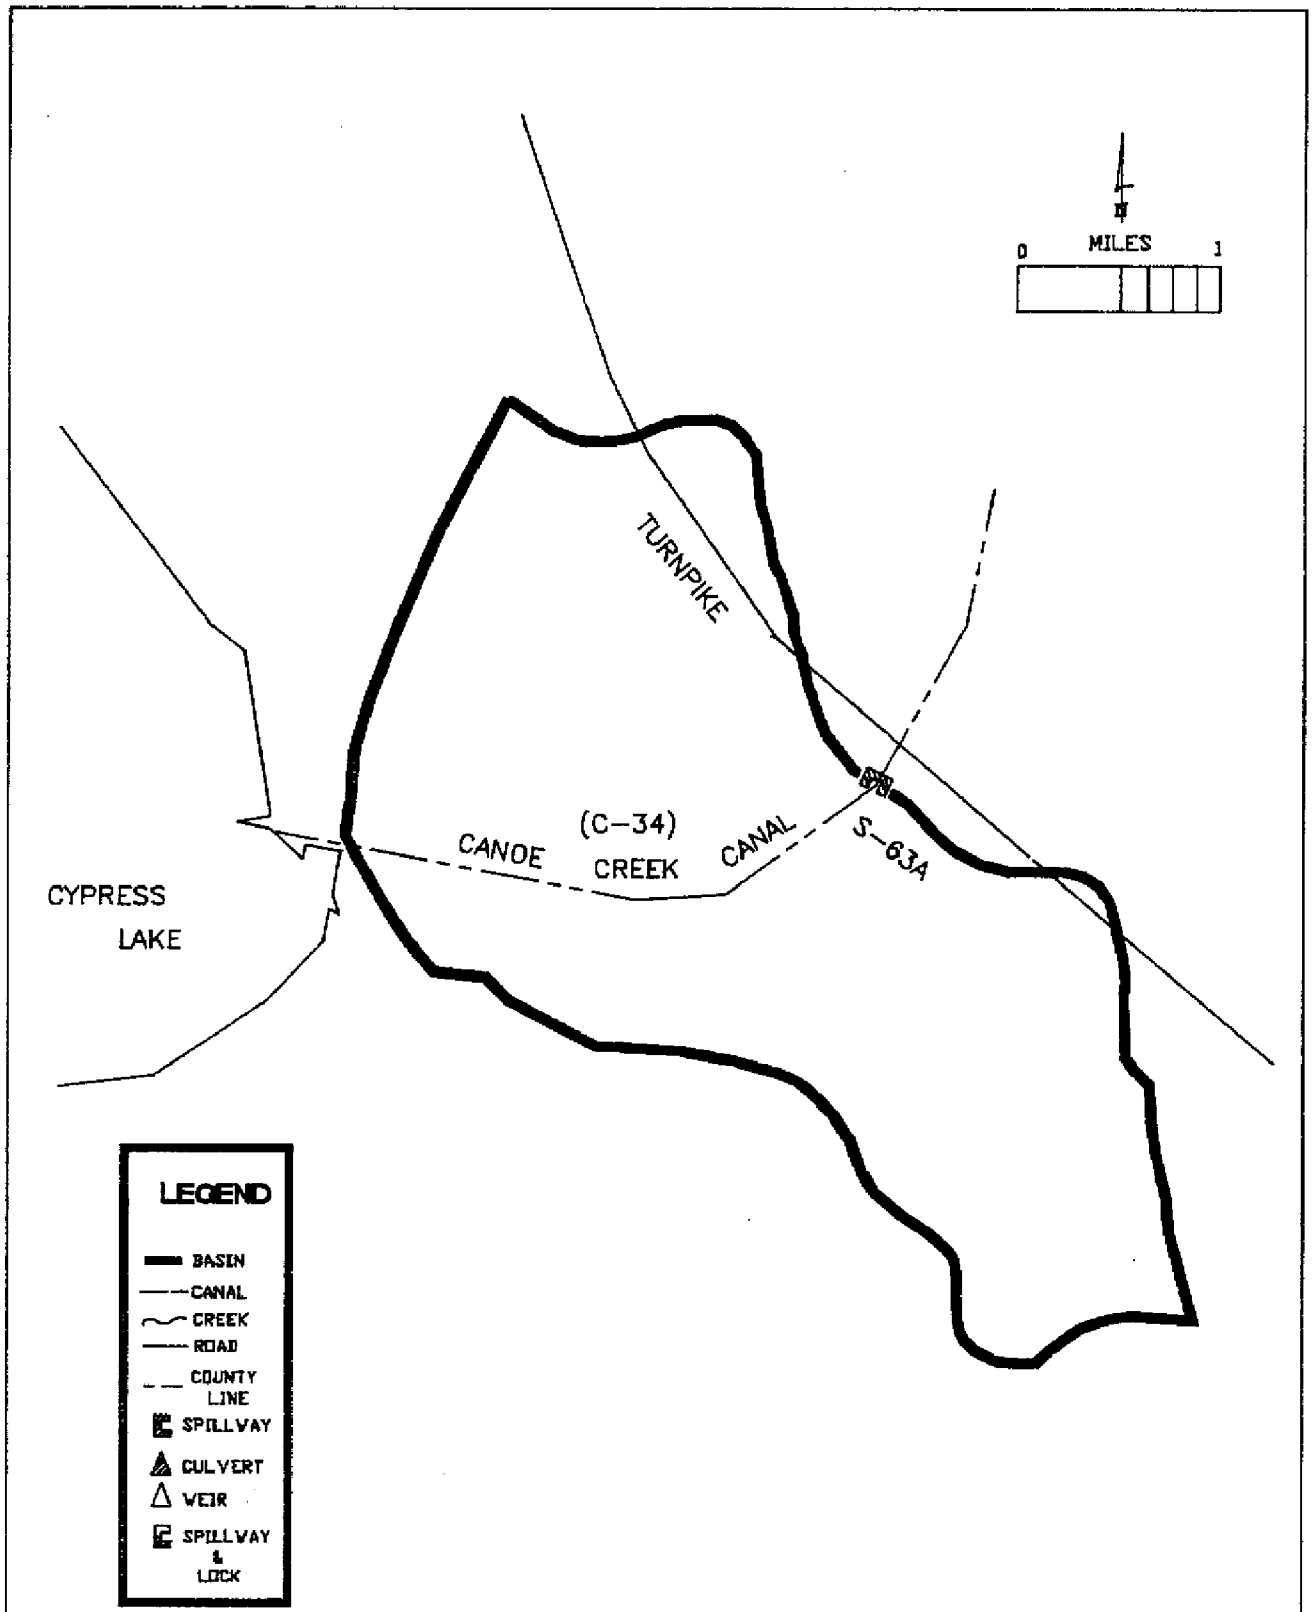 N
MILES
0 1
TURNPIKE
(C-34)
CANOE CREEK CANAL
S-63A
CYPRESS
LAKE
LEGEND
BASIN
CANAL
CREEK
ROAD
COUNTY
LINE
SPILLWAY
CULVERT
WEIR
SPILLWAY
&
LOCK